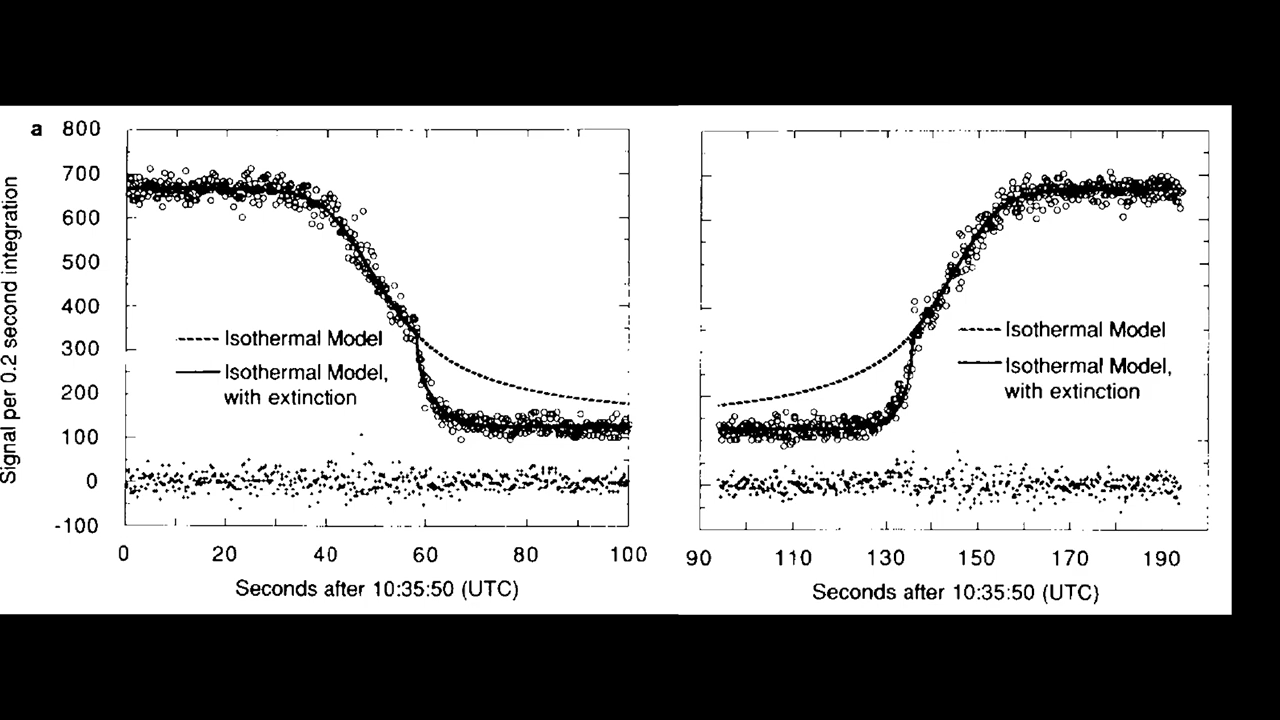 a
800
700
600
500
400
300
200
100
0
-100
Signal per 0.2 second integration
Isothermal Model
Isothermal Model,
with extinction
0 20 40 60 80 100
Seconds after 10:35:50 (UTC)
Isothermal Model
Isothermal Model,
with extinction
90 110 130 150 170 190
Seconds after 10:35:50 (UTC)